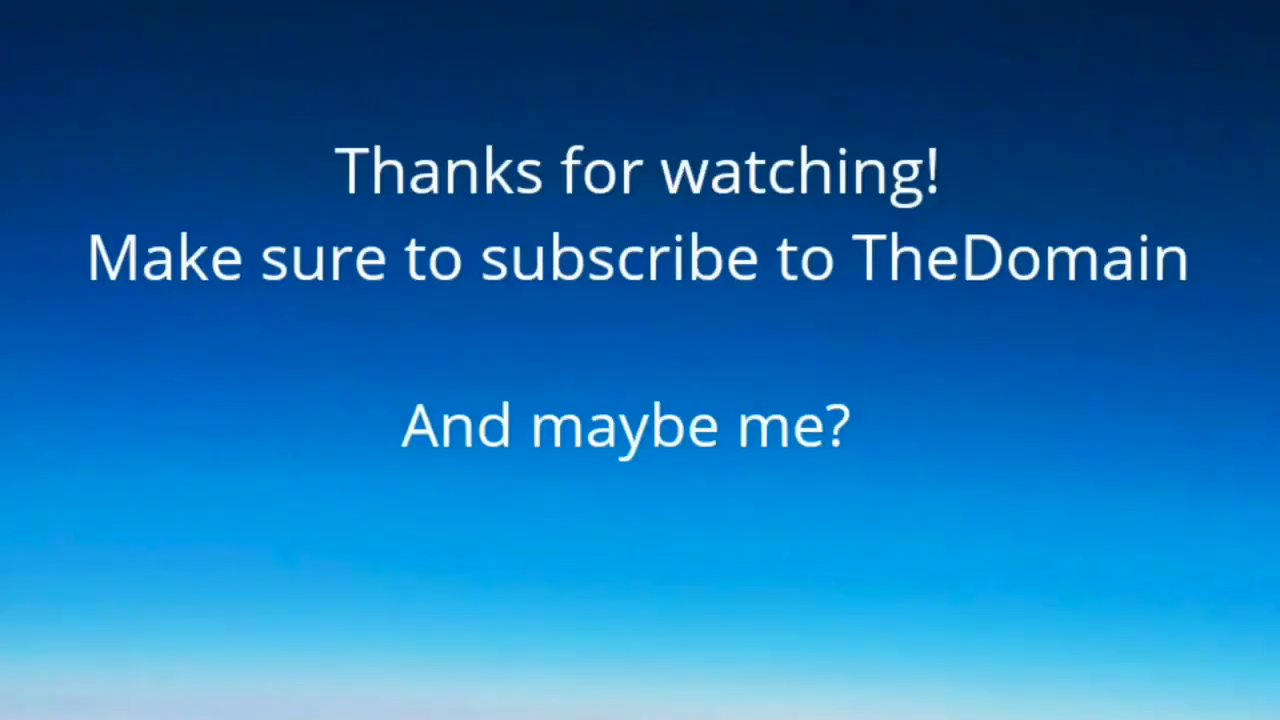 Thanks for watching!
Make sure to subscribe to TheDomain
And maybe me?